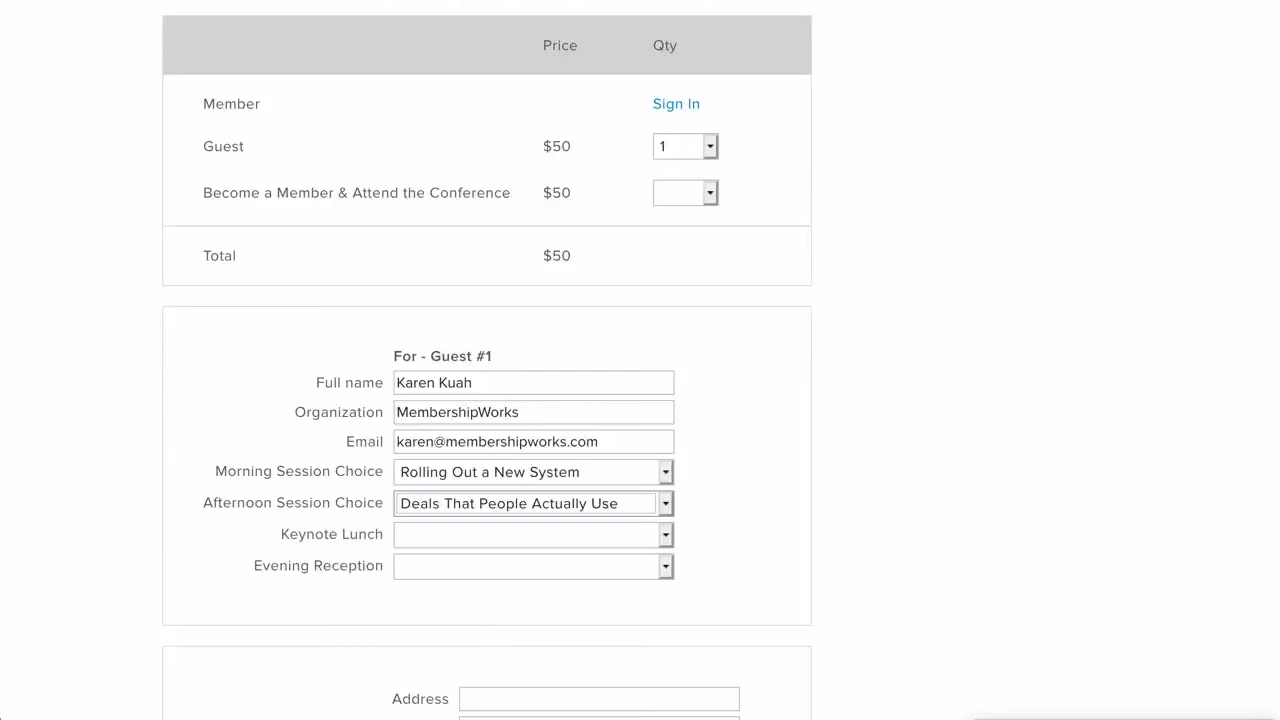 Price Qty
Member Sign In
Guest $50 1
Become a Member & Attend the Conference $50
Total $50
For - Guest #1
Full name Karen Kuah
Organization MembershipWorks
Email karen@membershipworks.com
Morning Session Choice Rolling Out a New System
Afternoon Session Choice Deals That People Actually Use
Keynote Lunch
Evening Reception
Address